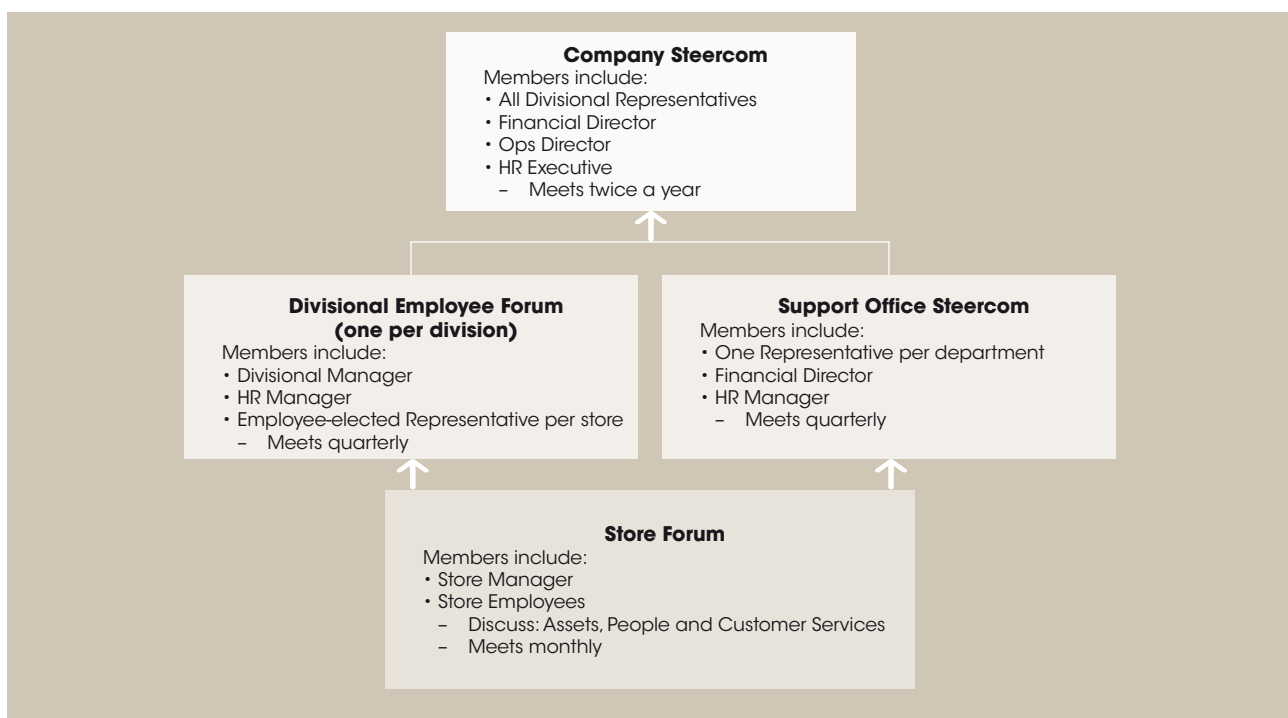 Company Steercom
Members include:
• All Divisional Representatives
• Financial Director
• Ops Director
• HR Executive
– Meets twice a year
Divisional Employee Forum
(one per division)
Members include:
• Divisional Manager
• HR Manager
• Employee-elected Representative per store
– Meets quarterly
Support Office Steercom
Members include:
• One Representative per department
• Financial Director
• HR Manager
– Meets quarterly
Store Forum
Members include:
• Store Manager
• Store Employees
– Discuss: Assets, People and Customer Services
– Meets monthly